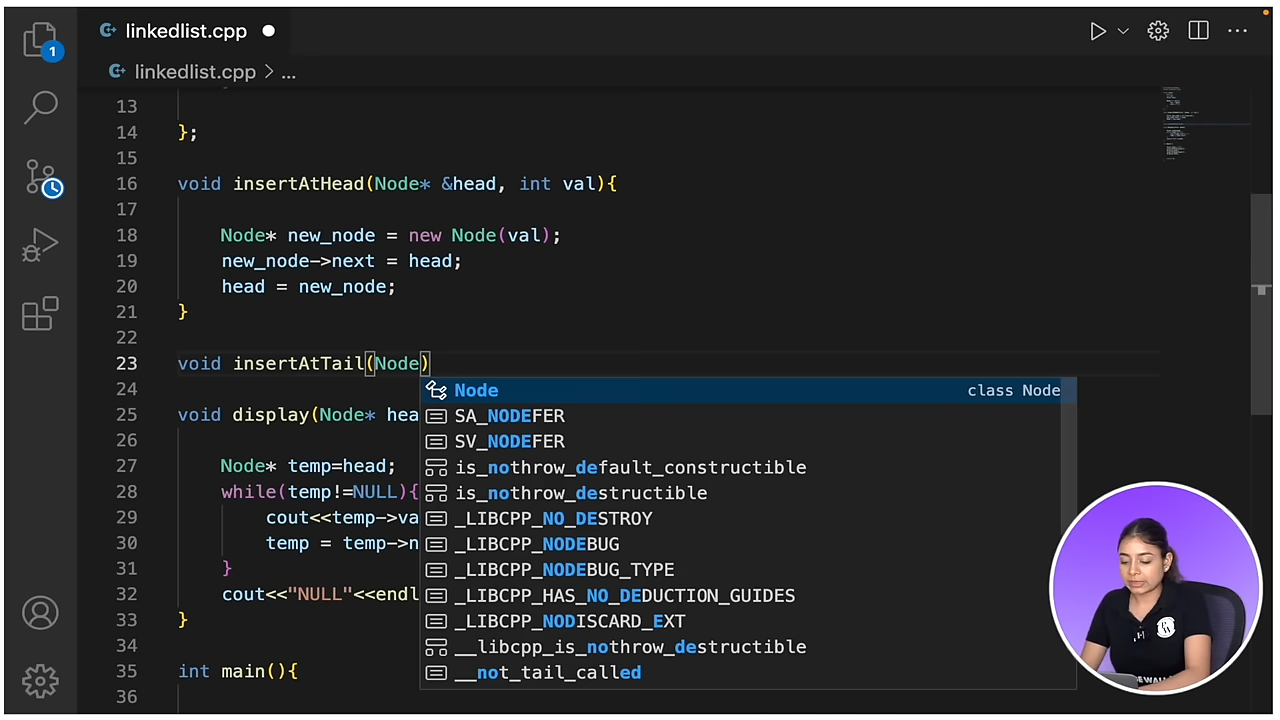 linkedlist.cpp
linkedlist.cpp > ...
1
13
14 };
15
16 void insertAtHead(Node* &head, int val){
17
18 Node* new_node = new Node(val);
19 new_node->next = head;
20 head = new_node;
21 }
22
23 void insertAtTail(Node)
24
25 void display(Node* hea
26
27 Node* temp=head;
28 while(temp!=NULL){
29 cout<<temp->va
30 temp = temp->n
31 }
32 cout<<"NULL"<<endl
33 }
34
35 int main(){
36
Node class Node
SA_NODEFER
SV_NODEFER
is_nothrow_default_constructible
is_nothrow_destructible
_LIBCPP_NO_DESTROY
_LIBCPP_NODEBUG
_LIBCPP_NODEBUG_TYPE
_LIBCPP_HAS_NO_DEDUCTION_GUIDES
_LIBCPP_NODISCARD_EXT
__libcpp_is_nothrow_destructible
__not_tail_called